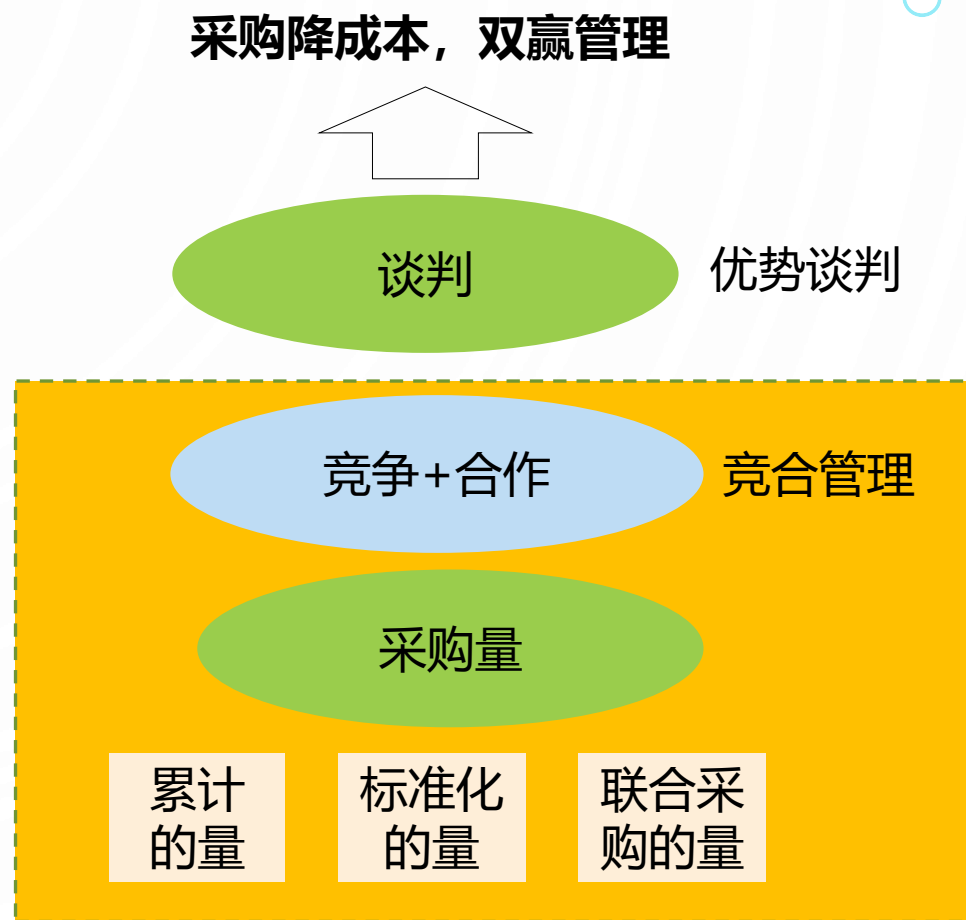 采购降成本，双赢管理
谈判
优势谈判
竞争+合作
竞合管理
采购量
累计
的量
标准化
的量
联合采
购的量